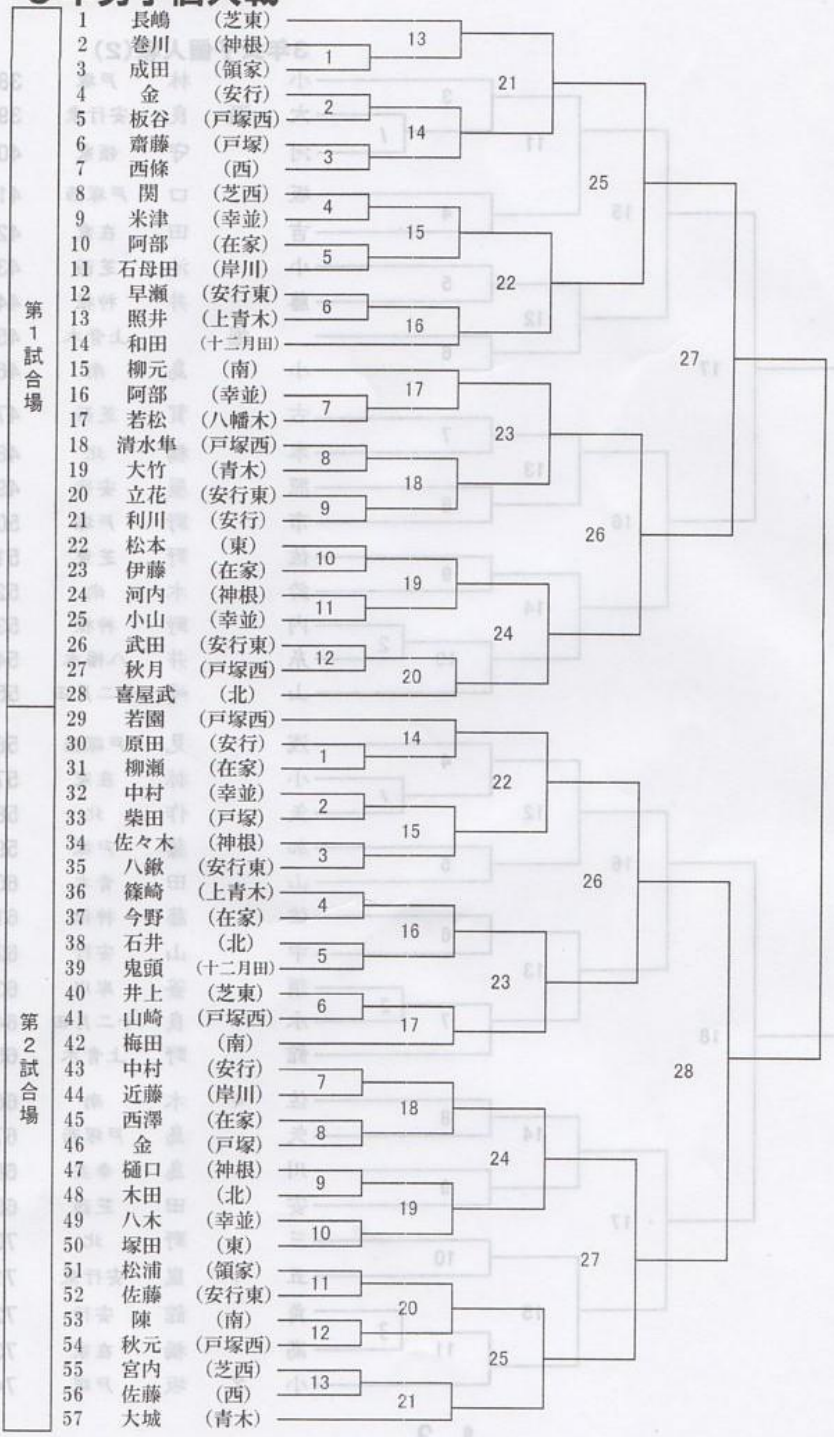 1 長嶋 (芝東)
2 巻川 (神根)
3 成田 (領家)
4 金 (安行)
5 板谷 (戸塚西)
6 齋藤 (戸塚)
7 西條 (西)
8 関 (芝西)
9 米津 (幸並)
10 阿部 (在家)
11 石母田 (岸川)
12 早瀬 (安行東)
13 照井 (上青木)
14 和田 (十二月田)
15 柳元 (南)
16 阿部 (幸並)
17 若松 (八幡木)
18 清水隼 (戸塚西)
19 大竹 (青木)
20 立花 (安行東)
21 利川 (安行)
22 松本 (東)
23 伊藤 (在家)
24 河内 (神根)
25 小山 (幸並)
26 武田 (安行東)
27 秋月 (戸塚西)
28 喜屋武 (北)
29 若園 (戸塚西)
30 原田 (安行)
31 柳瀬 (在家)
32 中村 (幸並)
33 柴田 (戸塚)
34 佐々木 (神根)
35 八鍬 (安行東)
36 篠崎 (上青木)
37 今野 (在家)
38 石井 (北)
39 鬼頭 (十二月田)
40 井上 (芝東)
41 山崎 (戸塚西)
42 梅田 (南)
43 中村 (安行)
44 近藤 (岸川)
45 西澤 (在家)
46 金 (戸塚)
47 樋口 (神根)
48 木田 (北)
49 八木 (幸並)
50 塚田 (東)
51 松浦 (領家)
52 佐藤 (安行東)
53 陳 (南)
54 秋元 (戸塚西)
55 宮内 (芝西)
56 佐藤 (西)
57 大城 (青木)
第1試合場
第2試合場
1
2
3
4
5
6
7
8
9
10
11
12
13
14
15
16
17
18
19
20
21
22
23
24
25
26
27
1
2
3
4
5
6
7
8
9
10
11
12
13
14
15
16
17
18
19
20
21
22
23
24
25
26
27
28